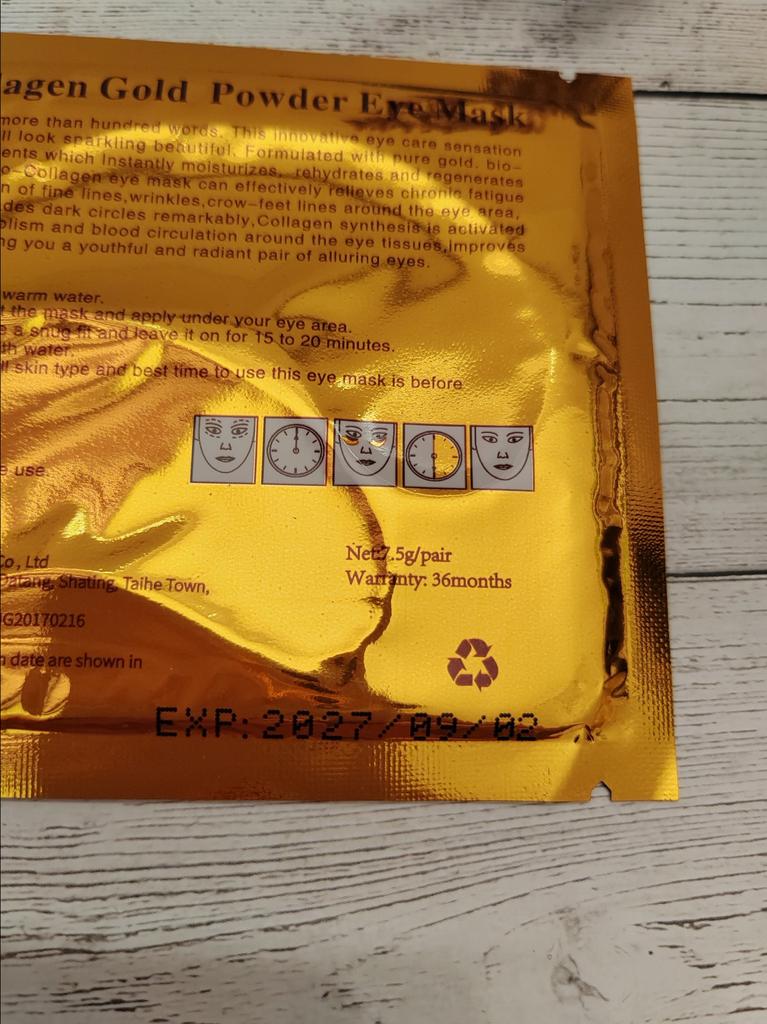 lagen Gold Powder Eye Mask
more than hundred words. This innovative eye care sensation
ll look sparkling beautiful. Formulated with pure gold. bio-
ents which Instantly moisturizes, rehydrates and regenerates
o-Collagen eye mask can effectively relieves chronic fatigue
n of fine lines,wrinkles,crow-feet lines around the eye area,
des dark circles remarkably,Collagen synthesis is activated
olism and blood circulation around the eye tissues,Improves
ng you a youthful and radiant pair of alluring eyes.
warm water.
t the mask and apply under your eye area.
e a snug fit and leave it on for 15 to 20 minutes.
th water.
ll skin type and best time to use this eye mask is before
e use
Co, Ltd
Datang, Shating, Taihe Town,
G20170216
n date are shown in
Net:7.5g/pair
Warranty: 36months
EXP:2027/09/02